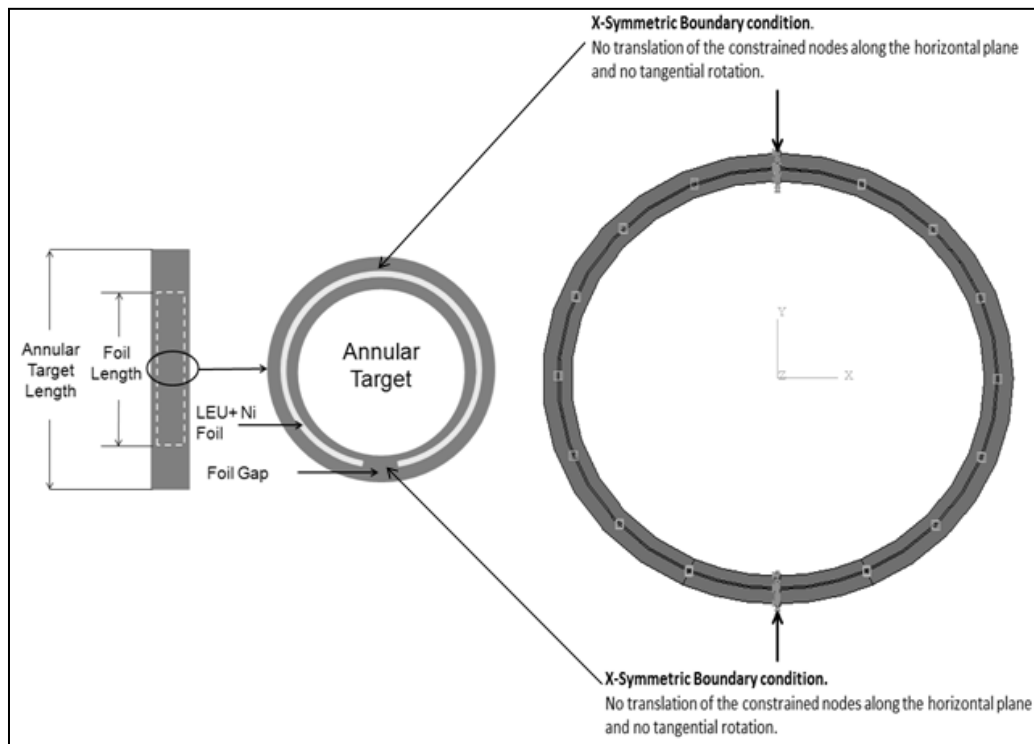 X-Symmetric Boundary condition.
No translation of the constrained nodes along the horizontal plane
and no tangential rotation.
Annular
Target
Length
Foil
Length
Annular
Target
LEU+ Ni
Foil
Foil Gap
Y
Z
X
X-Symmetric Boundary condition.
No translation of the constrained nodes along the horizontal plane
and no tangential rotation.